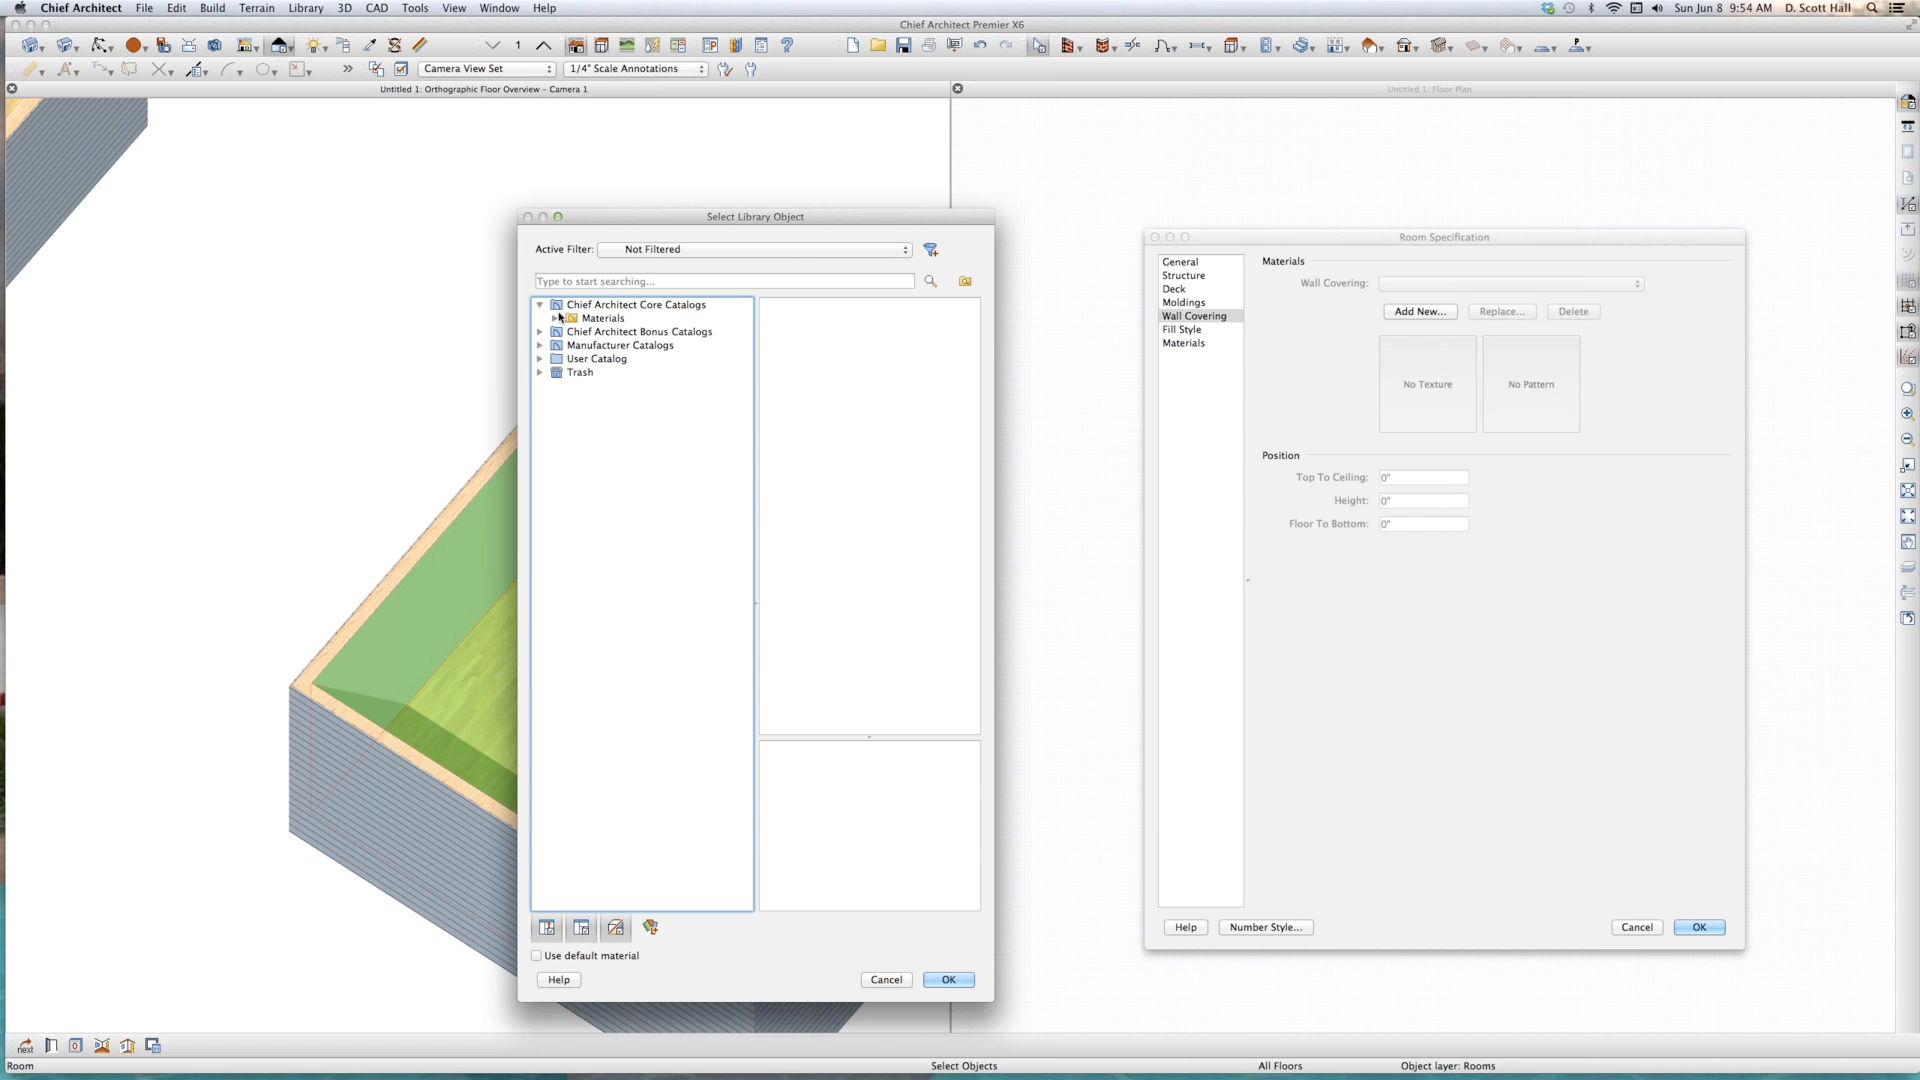 Chief Architect File Edit Build Terrain Library 3D CAD Tools View Window Help Sun Jun 8 9:54 AM D. Scott Hall
Chief Architect Premier X6
1
Camera View Set 1/4" Scale Annotations
Untitled 1: Orthographic Floor Overview - Camera 1
Untitled 1: Floor Plan
Select Library Object
Active Filter: Not Filtered
Type to start searching...
Chief Architect Core Catalogs
Materials
Chief Architect Bonus Catalogs
Manufacturer Catalogs
User Catalog
Trash
Use default material
Help Cancel OK
Room Specification
General
Structure
Deck
Moldings
Wall Covering
Fill Style
Materials
Materials
Wall Covering:
Add New... Replace... Delete
No Texture No Pattern
Position
Top To Ceiling: 0"
Height: 0"
Floor To Bottom: 0"
Help Number Style... Cancel OK
next
Room Select Objects All Floors Object layer: Rooms